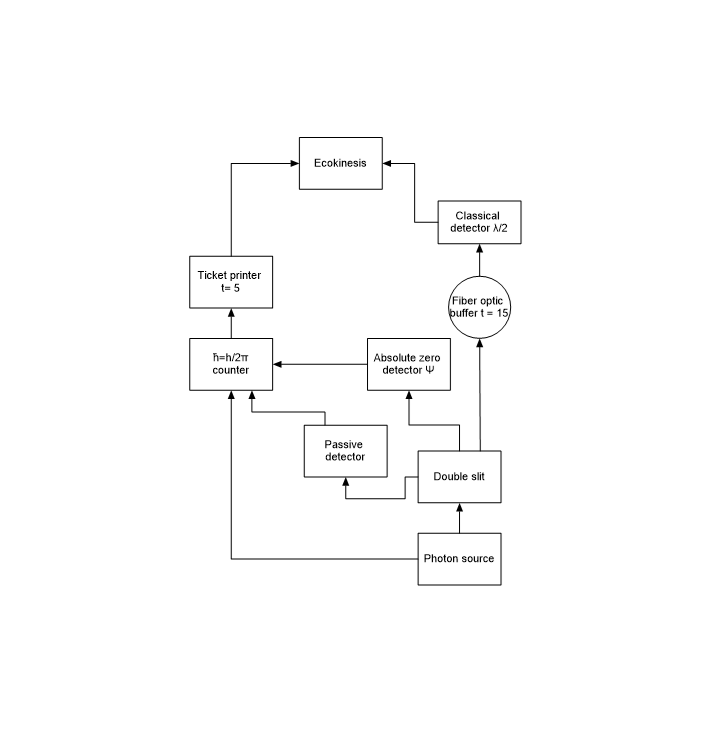 Ecokinesis
Classical
detector λ/2
Ticket printer
t= 5
Fiber optic
buffer t = 15
ħ=h/2π
counter
Absolute zero
detector Ψ
Passive
detector
Double slit
Photon source